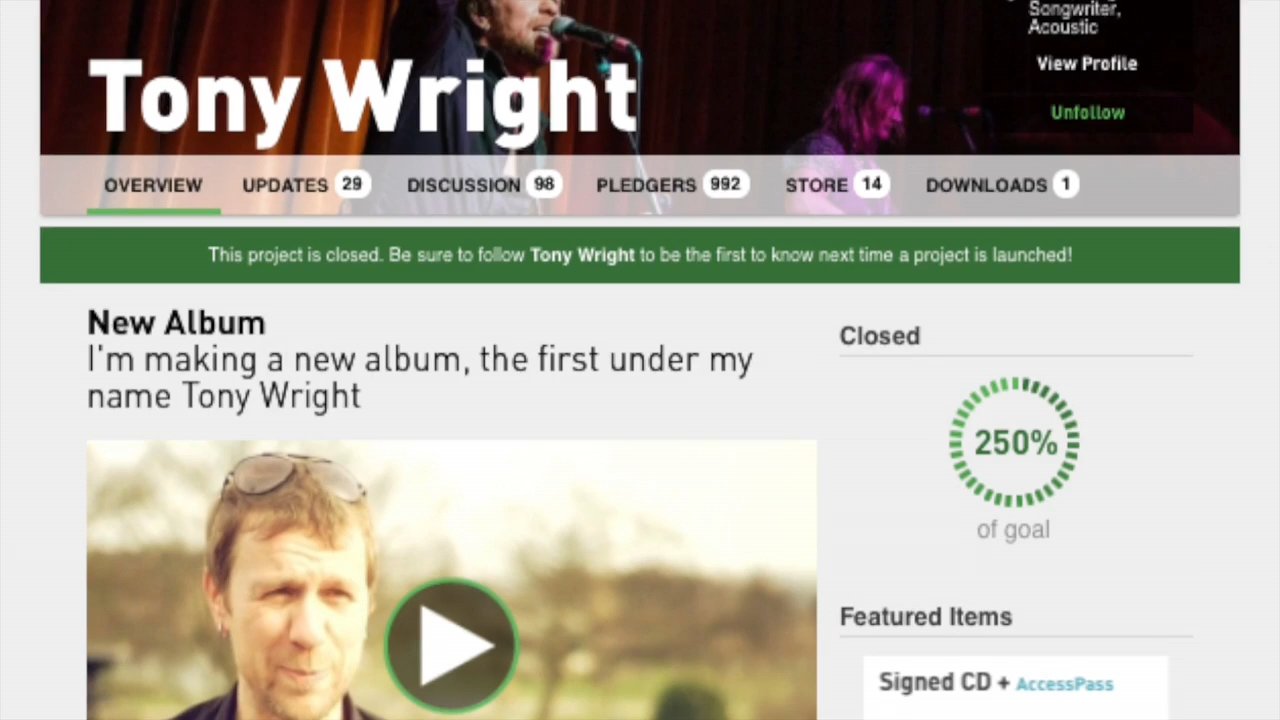 Songwriter,
Acoustic
View Profile
Unfollow
Tony Wright
OVERVIEW UPDATES 29 DISCUSSION 98 PLEDGERS 992 STORE 14 DOWNLOADS 1
This project is closed. Be sure to follow Tony Wright to be the first to know next time a project is launched!
New Album
I'm making a new album, the first under my
name Tony Wright
Closed
250%
of goal
Featured Items
Signed CD + AccessPass